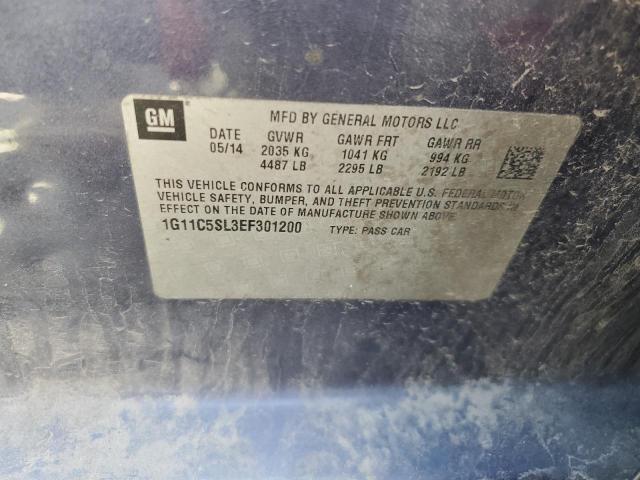 GM
MFD BY GENERAL MOTORS LLC
DATE GVWR GAWR FRT GAWR RR
05/14 2035 KG 1041 KG 994 KG
4487 LB 2295 LB 2192 LB
THIS VEHICLE CONFORMS TO ALL APPLICABLE U.S. FEDERAL MOTOR
VEHICLE SAFETY, BUMPER, AND THEFT PREVENTION STANDARDS IN
EFFECT ON THE DATE OF MANUFACTURE SHOWN ABOVE.
1G11C5SL3EF301200 TYPE: PASS CAR